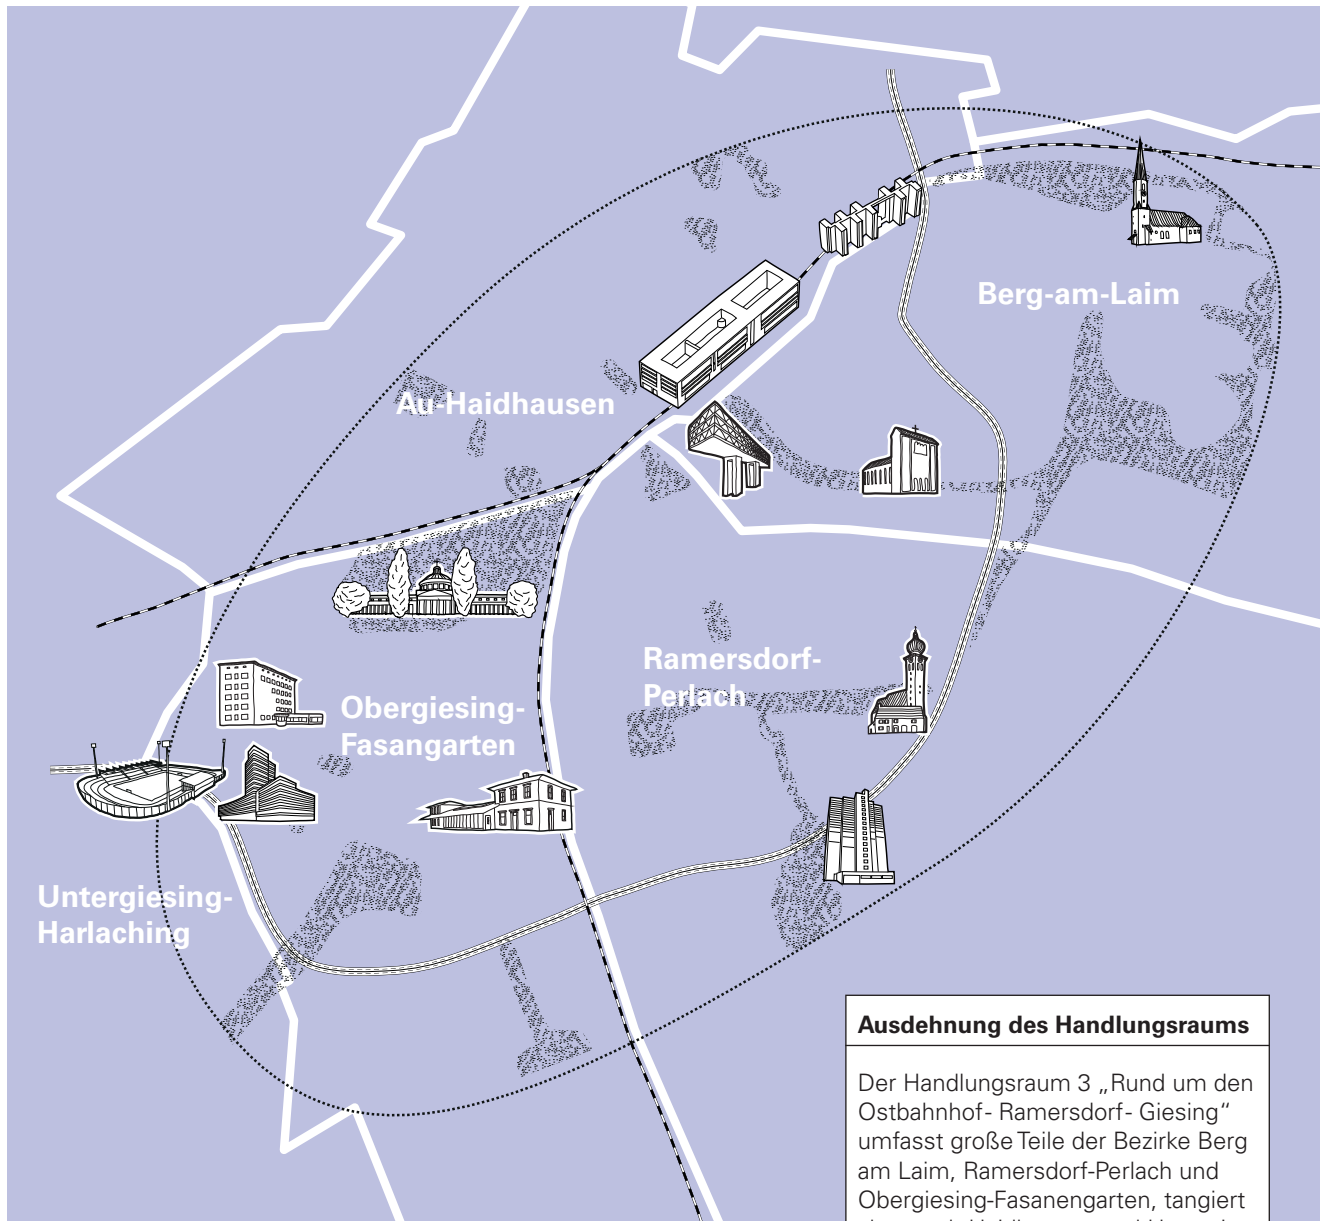 Berg-am-Laim
Au-Haidhausen
Ramersdorf-
Perlach
Obergiesing-
Fasangarten
Untergiesing-
Harlaching
Ausdehnung des Handlungsraums
Der Handlungsraum 3 „Rund um den
Ostbahnhof- Ramersdorf- Giesing“
umfasst große Teile der Bezirke Berg
am Laim, Ramersdorf-Perlach und
Obergiesing-Fasanengarten, tangiert